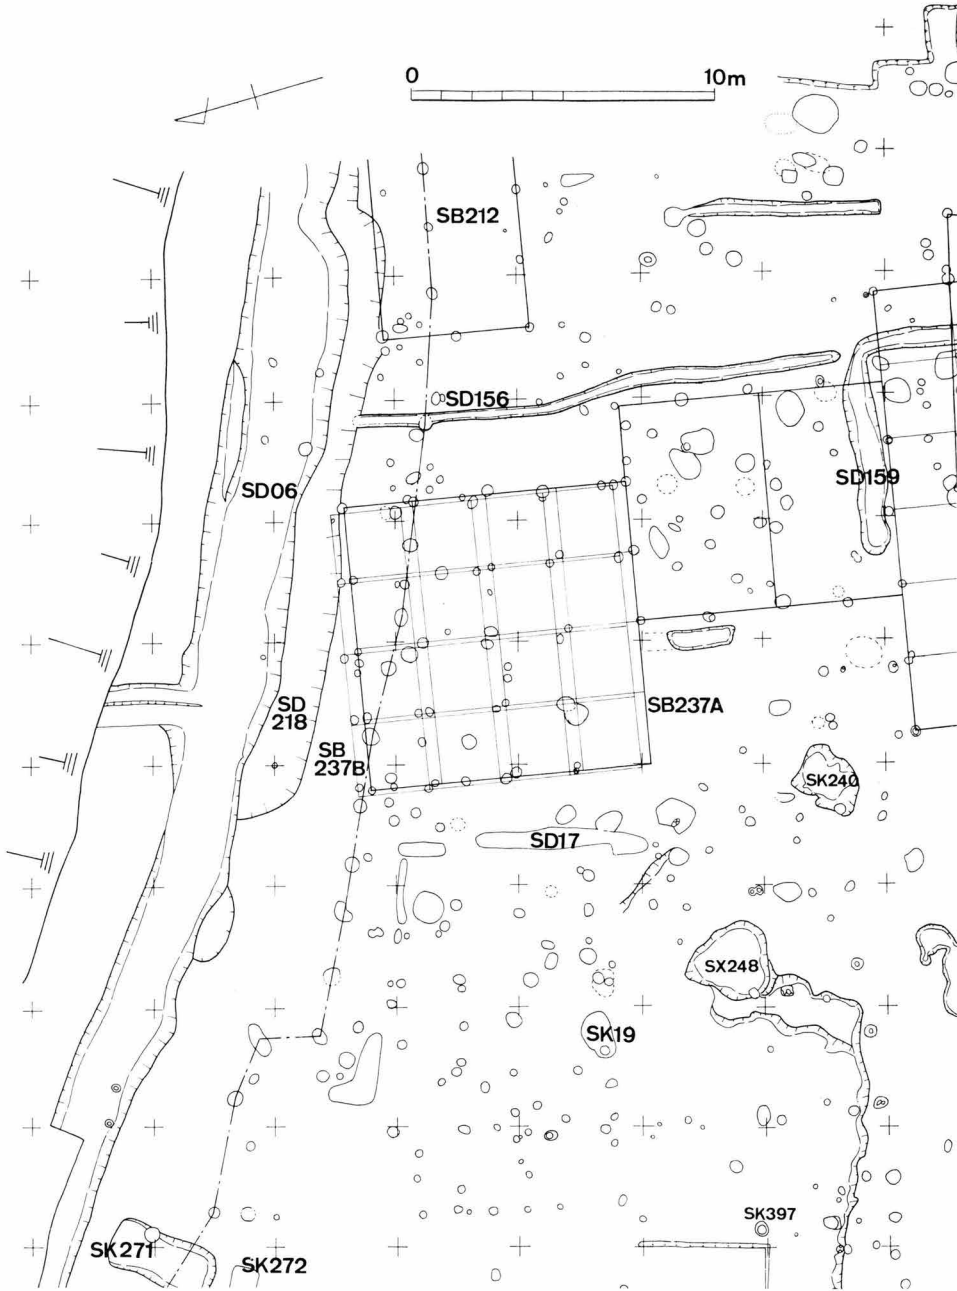 0 10m
SB212
SD156
SD159
SD06
SD
218
SB237A
SB
237B
SK240
SD17
SX248
SK19
SK397
SK271
SK272